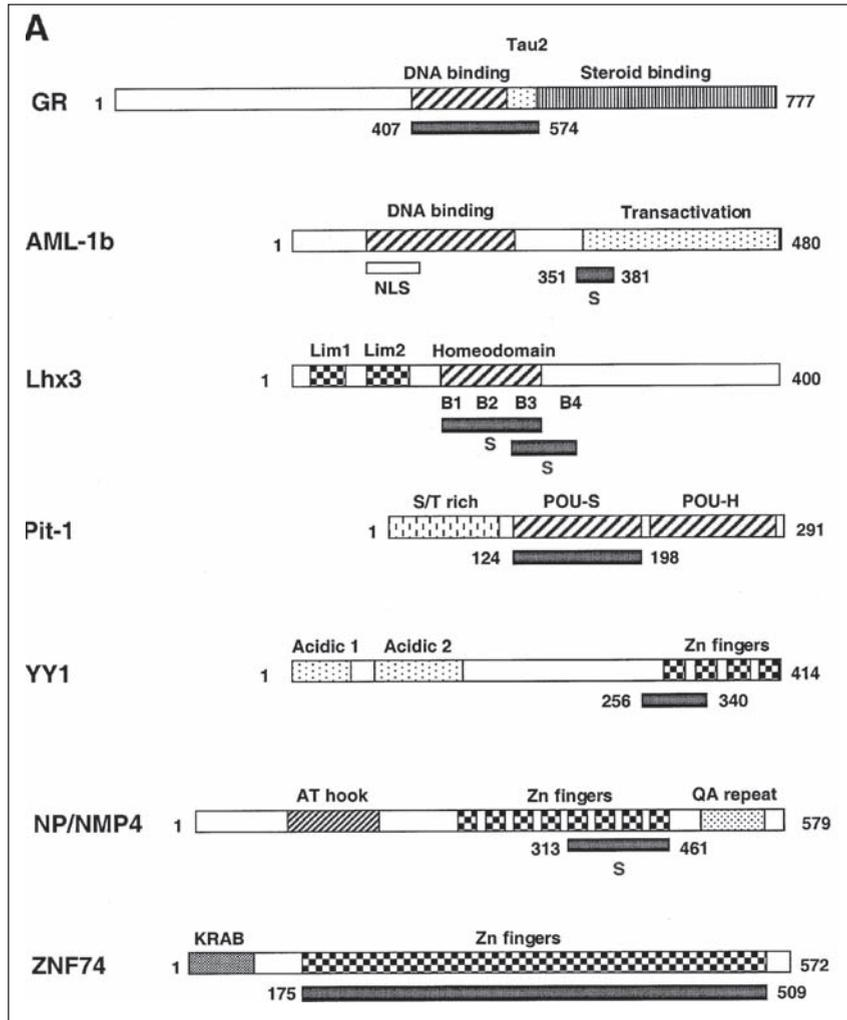 A
Tau2
DNA binding Steroid binding
GR 1 777
407 574
DNA binding Transactivation
AML-1b 1 480
NLS 351 381
S
Lim1 Lim2 Homeodomain
Lhx3 1 400
B1 B2 B3 B4
S
S
S/T rich POU-S POU-H
Pit-1 1 291
124 198
Acidic 1 Acidic 2 Zn fingers
YY1 1 414
256 340
AT hook Zn fingers QA repeat
NP/NMP4 1 579
313 461
S
KRAB Zn fingers
ZNF74 1 572
175 509